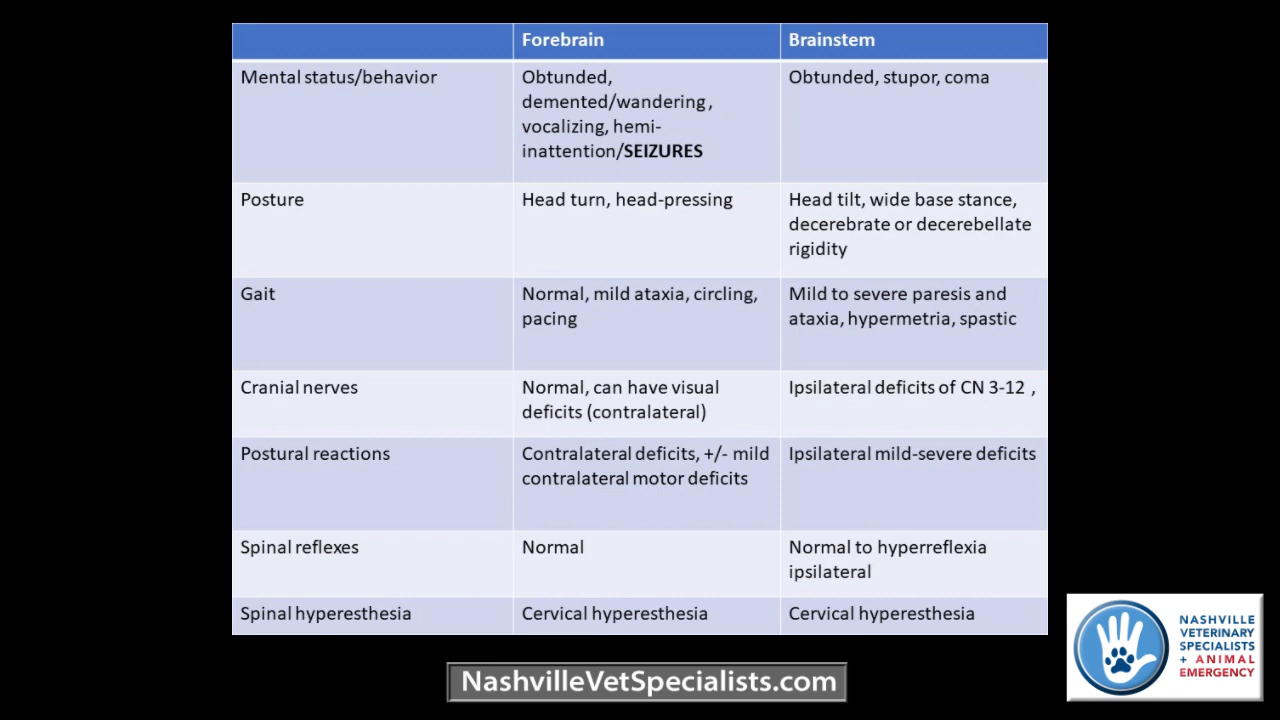 Forebrain
Brainstem
Mental status/behavior
Obtunded,
demented/wandering,
vocalizing, hemi-
inattention/SEIZURES
Obtunded, stupor, coma
Posture
Head turn, head-pressing
Head tilt, wide base stance,
decerebrate or decerebellate
rigidity
Gait
Normal, mild ataxia, circling,
pacing
Mild to severe paresis and
ataxia, hypermetria, spastic
Cranial nerves
Normal, can have visual
deficits (contralateral)
Ipsilateral deficits of CN 3-12 ,
Postural reactions
Contralateral deficits, +/- mild
contralateral motor deficits
Ipsilateral mild-severe deficits
Spinal reflexes
Normal
Normal to hyperreflexia
ipsilateral
Spinal hyperesthesia
Cervical hyperesthesia
Cervical hyperesthesia
NASHVILLE
VETERINARY
SPECIALISTS
+ ANIMAL
EMERGENCY
NashvilleVetSpecialists.com